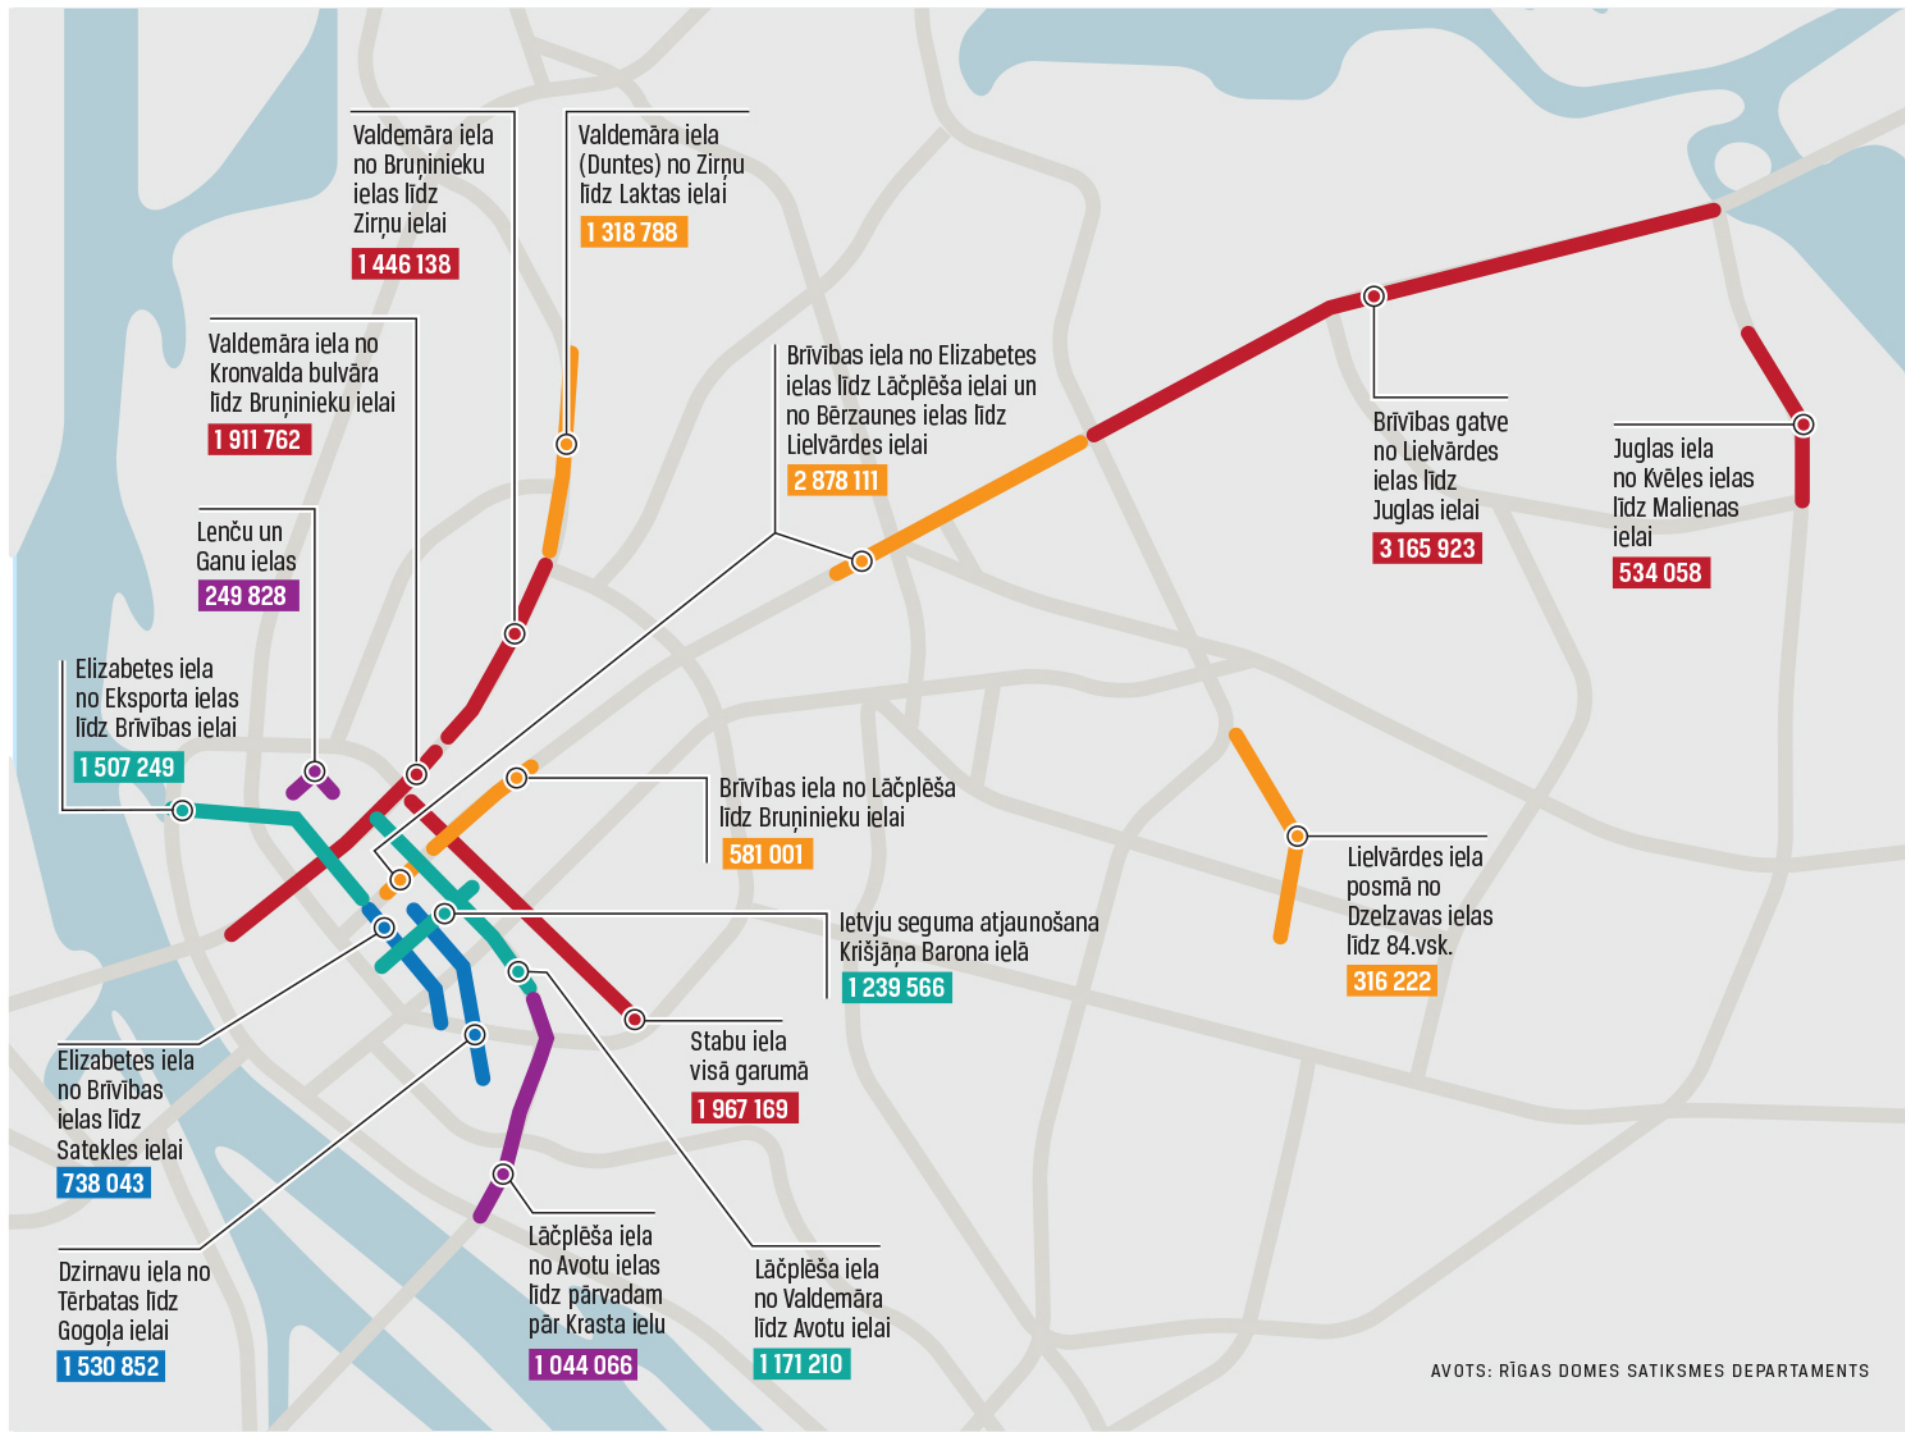 Valdemāra iela
no Bruņinieku
ielas līdz
Zirņu ielai
1 446 138
Valdemāra iela
(Duntes) no Zirņu
līdz Laktas ielai
1 318 788
Valdemāra iela no
Kronvalda bulvāra
līdz Bruņinieku ielai
1 911 762
Brīvības iela no Elizabetes
ielas līdz Lāčplēša ielai un
no Bērzaunes ielas līdz
Lielvārdes ielai
2 878 111
Brīvības gatve
no Lielvārdes
ielas līdz
Juglas ielai
3 165 923
Juglas iela
no Kvēles ielas
līdz Malienas
ielai
534 058
Lenču un
Ganu ielas
249 828
Elizabetes iela
no Eksporta ielas
līdz Brīvības ielai
1 507 249
Brīvības iela no Lāčplēša
līdz Bruņinieku ielai
581 001
Lielvārdes iela
posmā no
Dzelzavas ielas
līdz 84.vsk.
316 222
Ietvju seguma atjaunošana
Krišjāņa Barona ielā
1 239 566
Stabu iela
visā garumā
1 967 169
Elizabetes iela
no Brīvības
ielas līdz
Satekles ielai
738 043
Dzirnavu iela no
Tērbatas līdz
Gogoļa ielai
1 530 852
Lāčplēša iela
no Avotu ielas
līdz pārvadam
pār Krasta ielu
1 044 066
Lāčplēša iela
no Valdemāra
līdz Avotu ielai
1 171 210
AVOTS: RĪGAS DOMES SATIKSMES DEPARTAMENTS